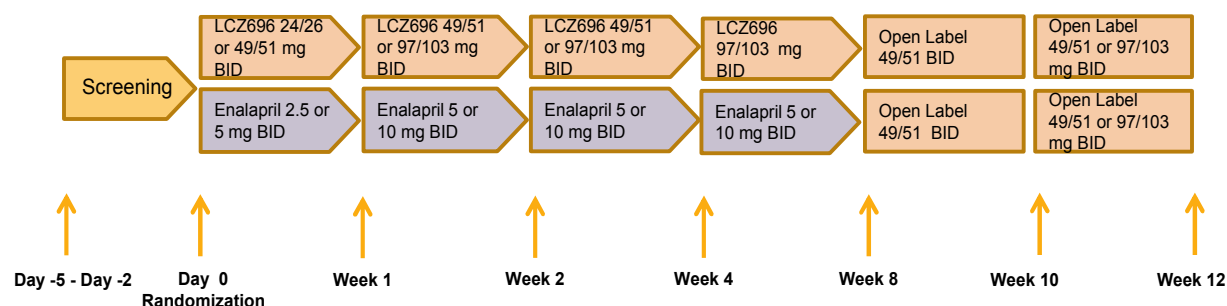 Screening
LCZ696 24/26
or 49/51 mg
BID
LCZ696 49/51
or 97/103 mg
BID
LCZ696 49/51
or 97/103 mg
BID
LCZ696
97/103 mg
BID
Open Label
49/51 BID
Open Label
49/51 or 97/103
mg BID
Enalapril 2.5 or
5 mg BID
Enalapril 5 or
10 mg BID
Enalapril 5 or
10 mg BID
Enalapril 5 or
10 mg BID
Open Label
49/51 BID
Open Label
49/51 or 97/103
mg BID
Day -5 - Day -2
Day 0
Randomization
Week 1
Week 2
Week 4
Week 8
Week 10
Week 12